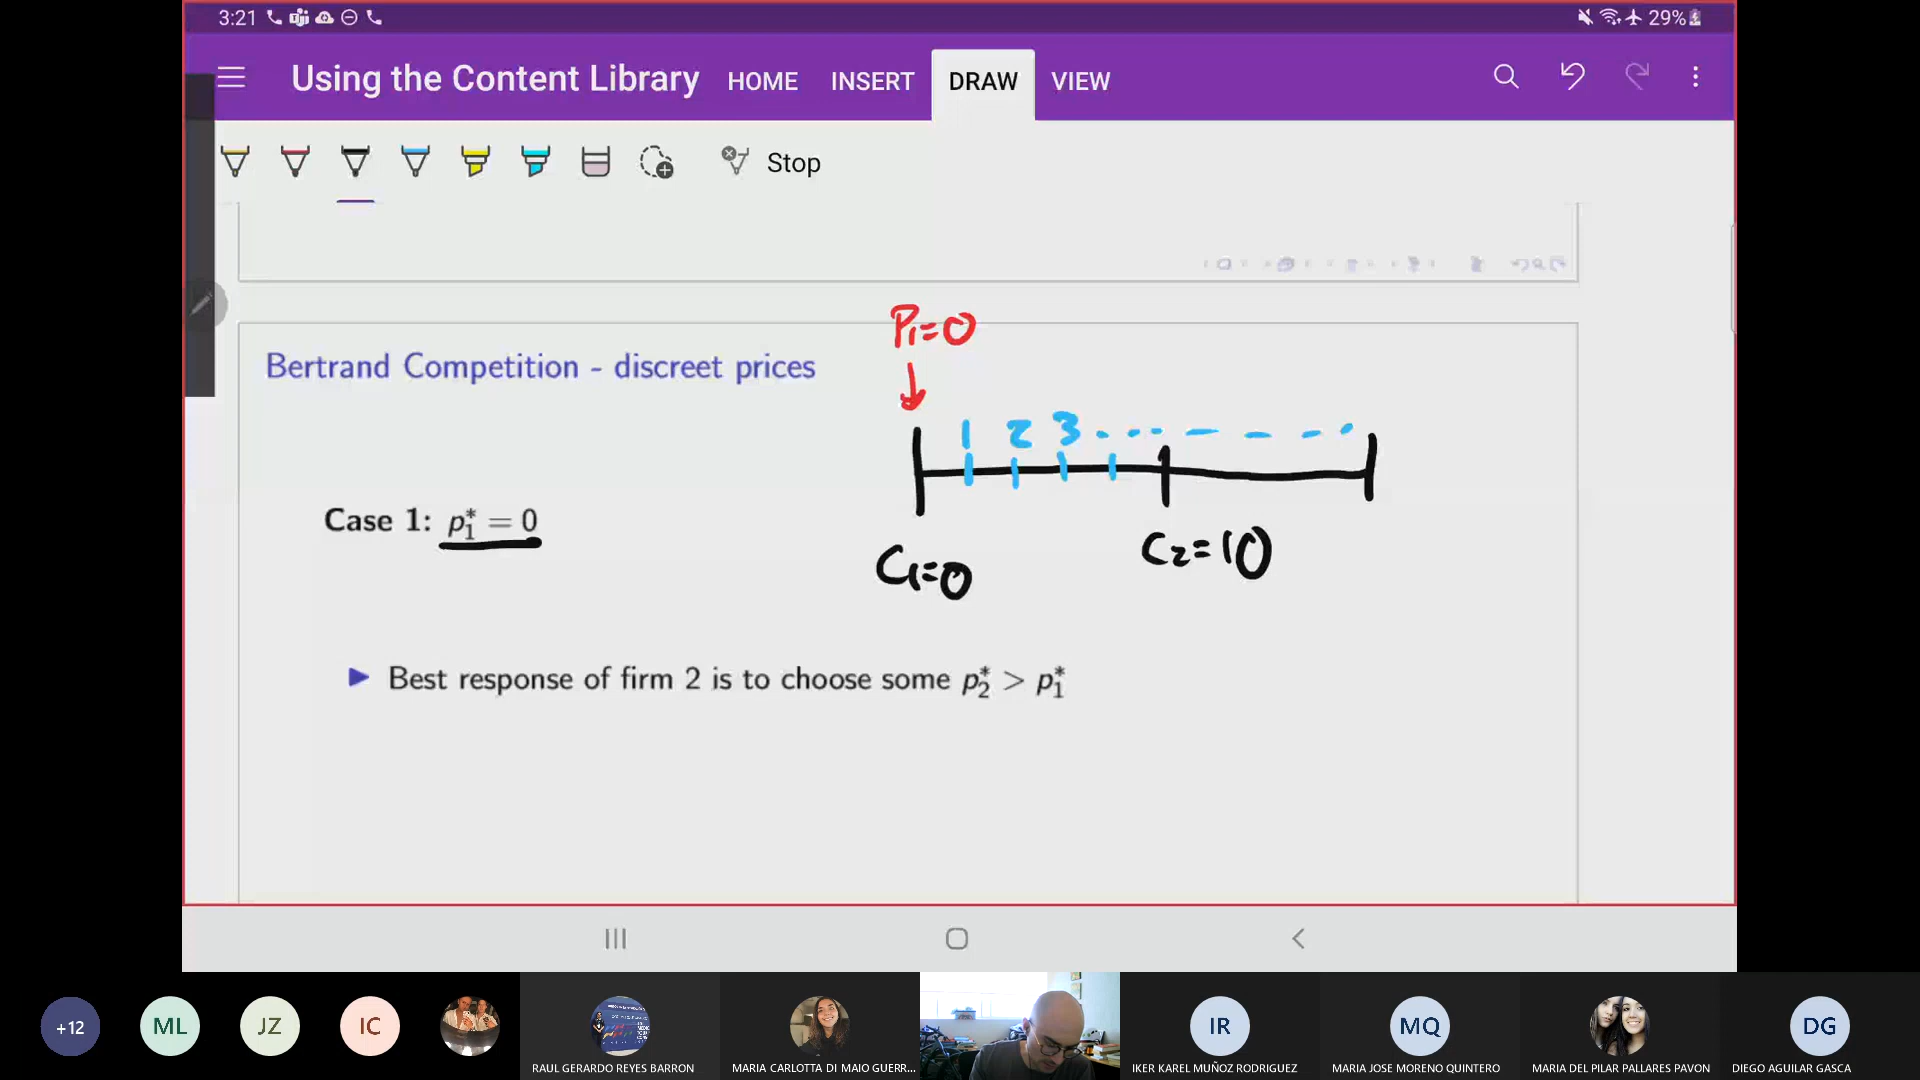 3:21 29%
Using the Content Library HOME INSERT DRAW VIEW
Stop
P₁=0
Bertrand Competition - discreet prices
1 2 3 . . . - - - .
Case 1: p₁* = 0
C₁=0
C₂=10
▶ Best response of firm 2 is to choose some p₂* > p₁*
+12
ML
JZ
IC
RAUL GERARDO REYES BARRON
MARIA CARLOTTA DI MAIO GUERR...
IR
IKER KAREL MUÑOZ RODRIGUEZ
MQ
MARIA JOSE MORENO QUINTERO
MARIA DEL PILAR PALLARES PAVON
DG
DIEGO AGUILAR GASCA